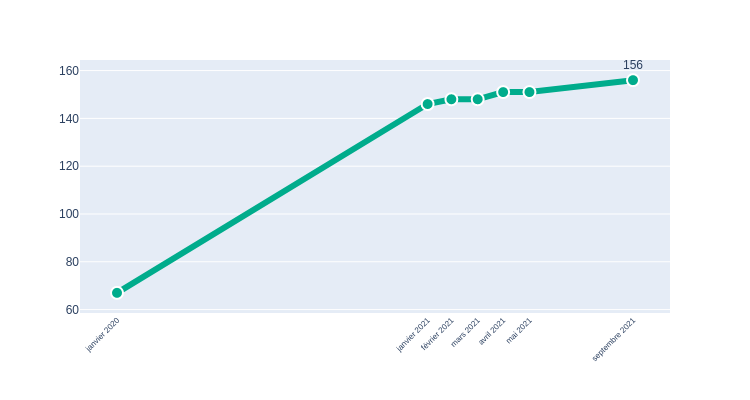 156
160
140
120
100
80
60
janvier 2020
janvier 2021
février 2021
mars 2021
avril 2021
mai 2021
septembre 2021